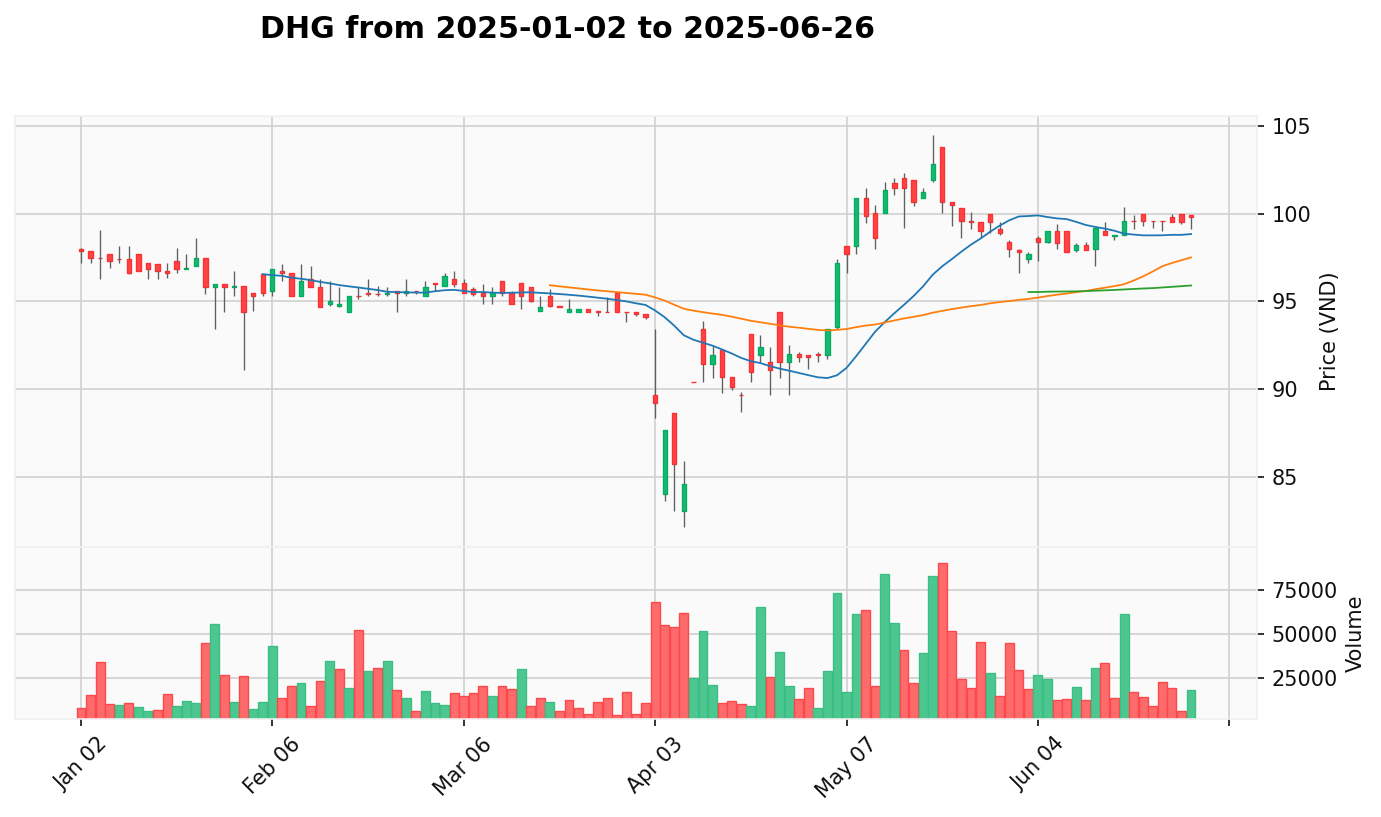 DHG from 2025-01-02 to 2025-06-26
105
100
95
90
85
Price (VND)
75000
50000
25000
Volume
Jan 02
Feb 06
Mar 06
Apr 03
May 07
Jun 04